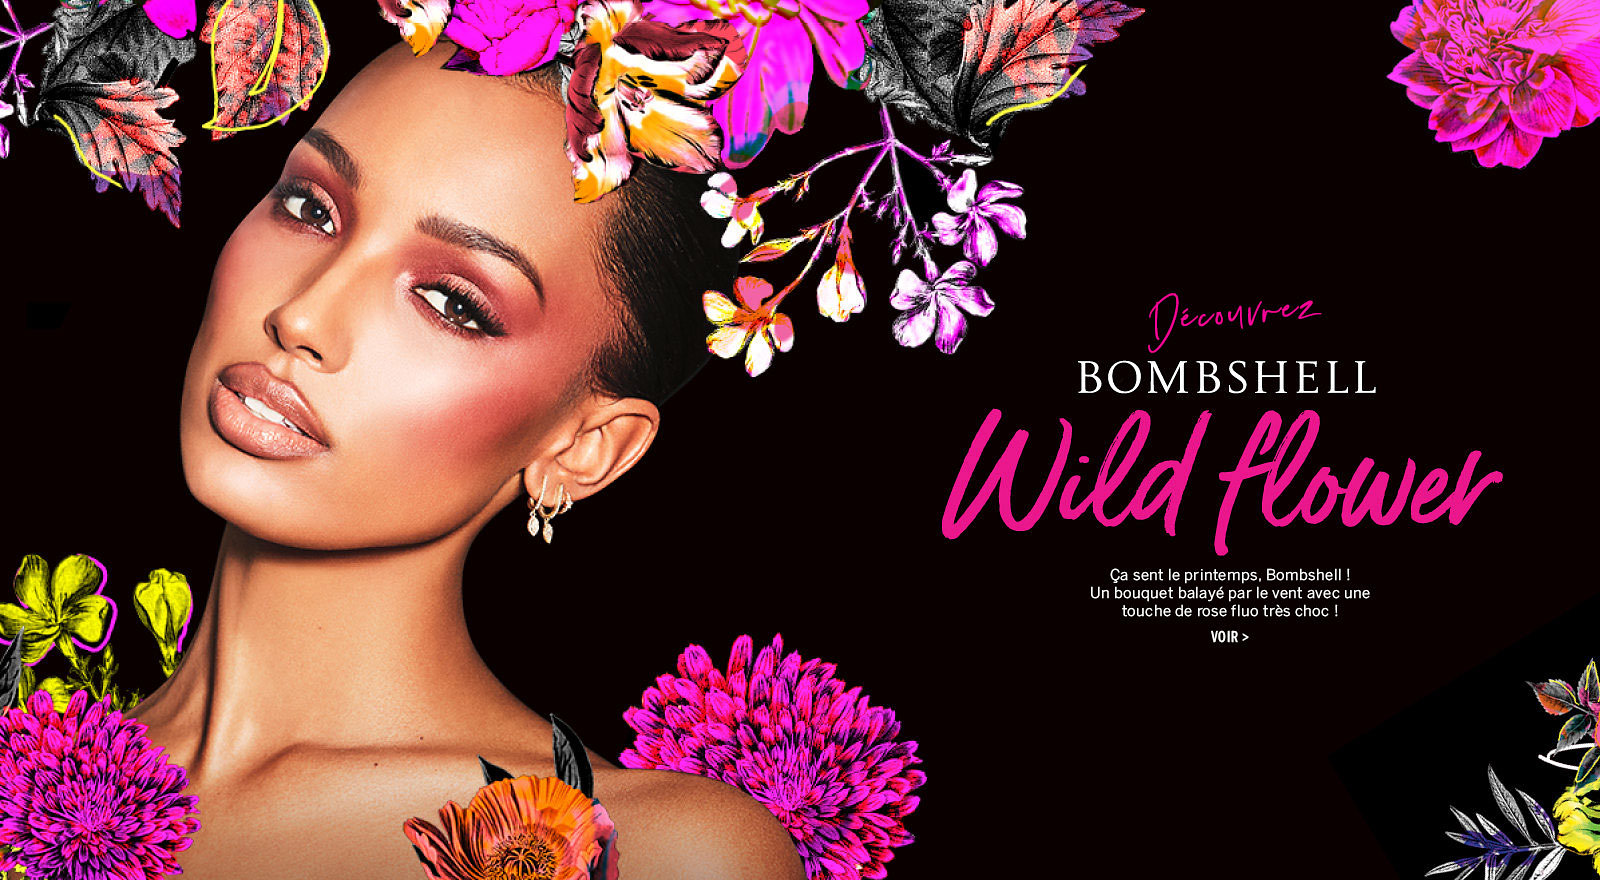 Découvrez
BOMBSHELL
Wild flower
Ça sent le printemps, Bombshell !
Un bouquet balayé par le vent avec une
touche de rose fluo très choc !
VOIR >